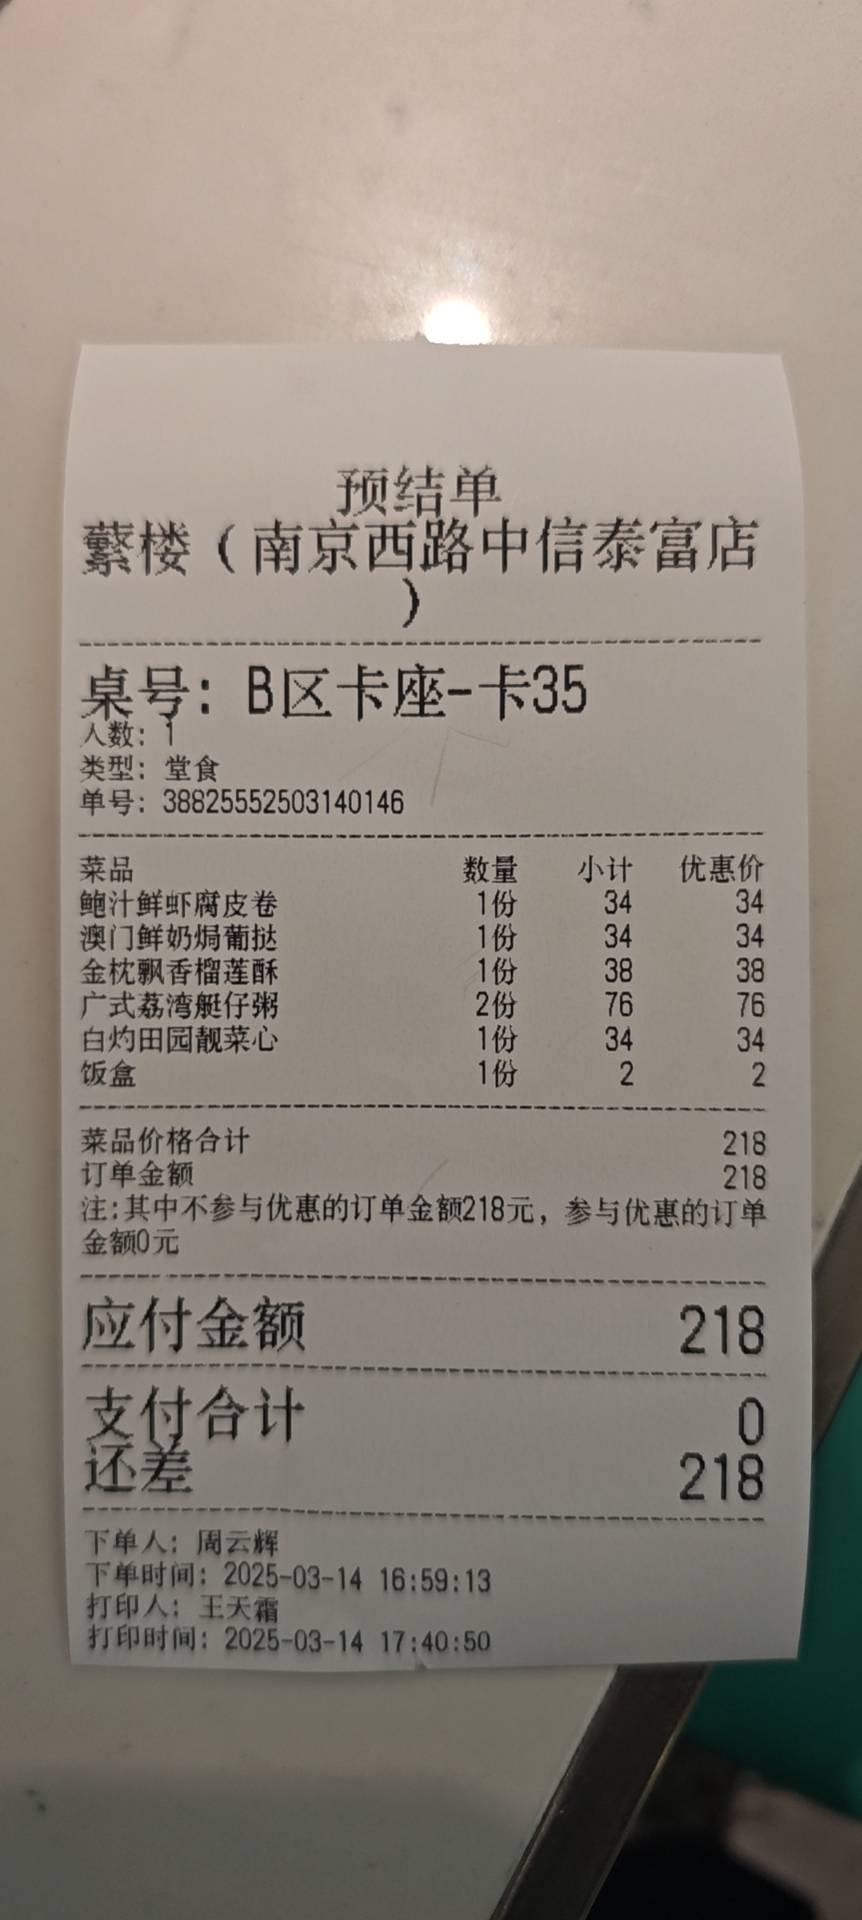 预结单
蘩楼（南京西路中信泰富店
）
桌号：B区卡座-卡35
人数：1
类型：堂食
单号：38825552503140146
菜品 数量 小计 优惠价
鲍汁鲜虾腐皮卷 1份 34 34
澳门鲜奶焗葡挞 1份 34 34
金枕飘香榴莲酥 1份 38 38
广式荔湾艇仔粥 2份 76 76
白灼田园靓菜心 1份 34 34
饭盒 1份 2 2
菜品价格合计 218
订单金额 218
注:其中不参与优惠的订单金额218元，参与优惠的订单
金额0元
应付金额 218
支付合计 0
还差 218
下单人：周云辉
下单时间：2025-03-14 16:59:13
打印人：王天霜
打印时间：2025-03-14 17:40:50